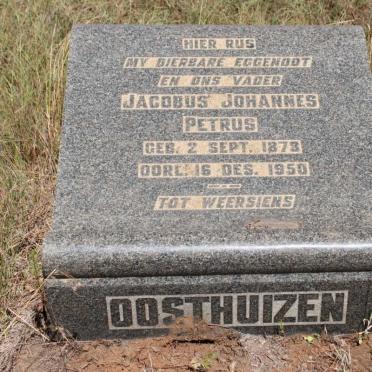 HIER RUS
MY DIERBARE EGGENOOT
EN ONS VADER
JACOBUS JOHANNES
PETRUS
GEB. 2 SEPT. 1873
OORL. 16 DES. 1950
TOT WEERSIENS
OOSTHUIZEN